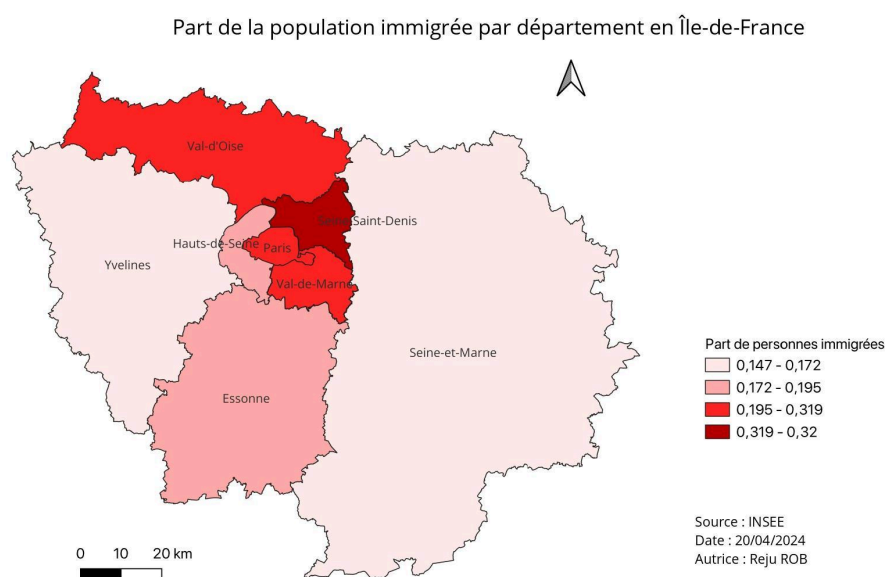 Part de la population immigrée par département en Île-de-France
Val-d'Oise
Seine-Saint-Denis
Hauts-de-Seine
Paris
Yvelines
Val-de-Marne
Seine-et-Marne
Essonne
Part de personnes immigrées
0,147 - 0,172
0,172 - 0,195
0,195 - 0,319
0,319 - 0,32
Source : INSEE
Date : 20/04/2024
Autrice : Reju ROB
0 10 20 km